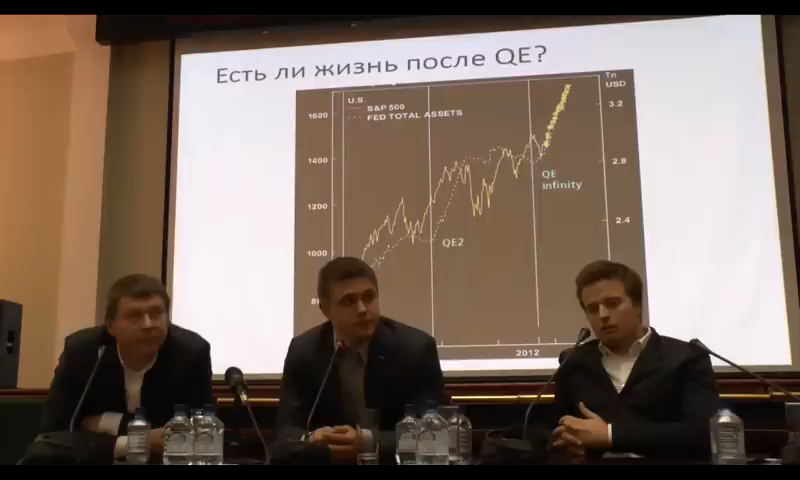 Есть ли жизнь после QE?
Tn
USD
U.S.
S&P 500
FED TOTAL ASSETS
1600
3.2
1400
2.8
QE
infinity
1200
2.4
QE2
1000
2012